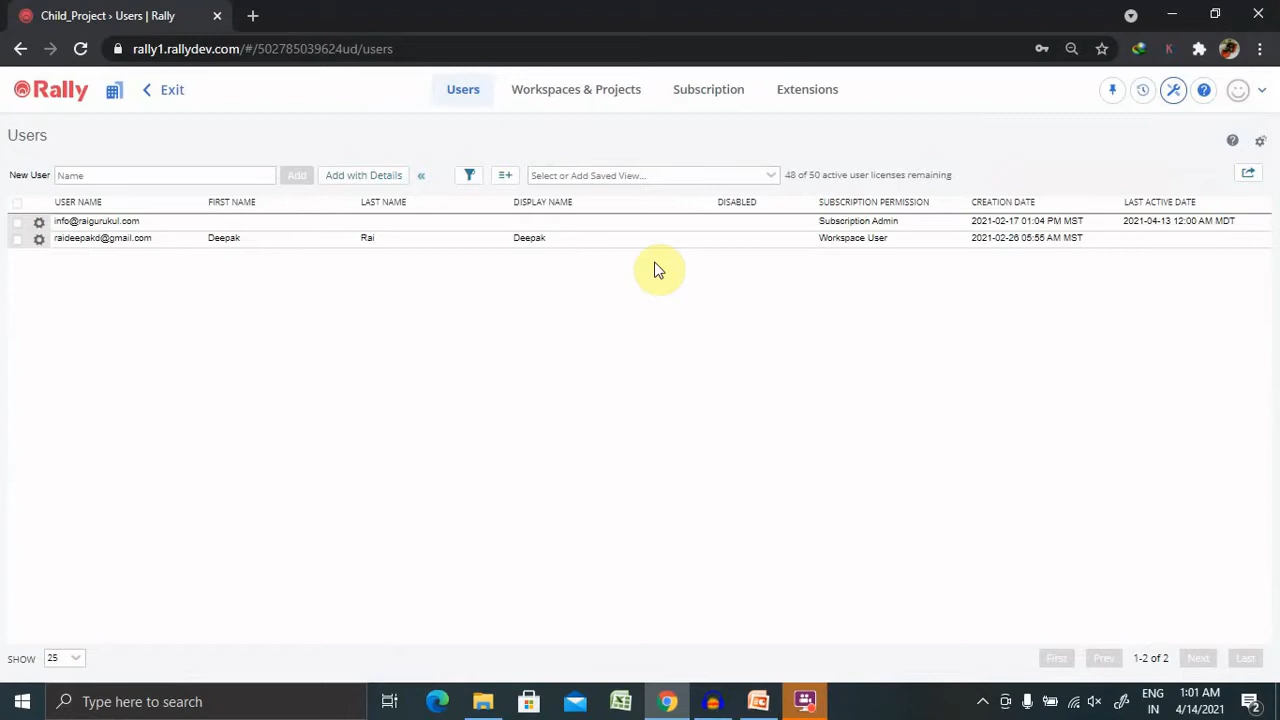 Child_Project › Users | Rally
rally1.rallydev.com/#/502785039624ud/users
Rally
Exit
Users
Workspaces & Projects
Subscription
Extensions
Users
New User
Name
Add
Add with Details
«
Select or Add Saved View...
48 of 50 active user licenses remaining
USER NAME FIRST NAME LAST NAME DISPLAY NAME DISABLED SUBSCRIPTION PERMISSION CREATION DATE LAST ACTIVE DATE
info@raigurukul.com Subscription Admin 2021-02-17 01:04 PM MST 2021-04-13 12:00 AM MDT
raideepakd@gmail.com Deepak Rai Deepak Workspace User 2021-02-26 05:55 AM MST
SHOW 25
First Prev 1-2 of 2 Next Last
Type here to search
ENG
IN
1:01 AM
4/14/2021
2